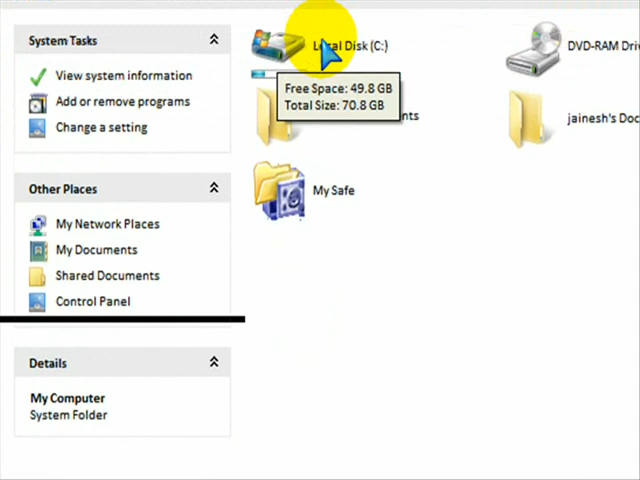 System Tasks
View system information
Add or remove programs
Change a setting
Other Places
My Network Places
My Documents
Shared Documents
Control Panel
Details
My Computer
System Folder
Local Disk (C:)
Free Space: 49.8 GB
Total Size: 70.8 GB
My Safe
DVD-RAM
jainesh's